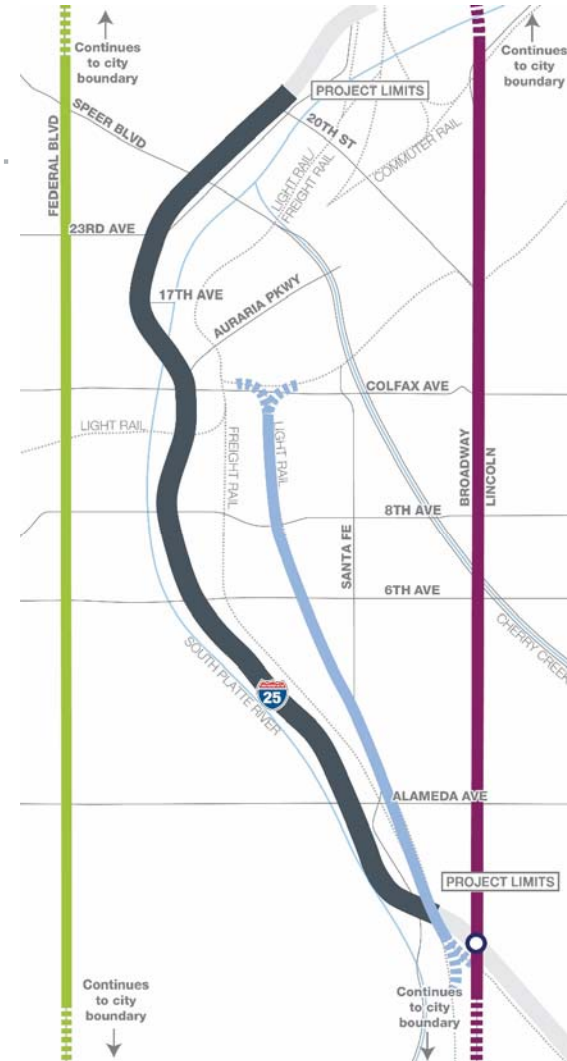 Continues
to city
boundary
Continues
to city
boundary
PROJECT LIMITS
SPEER BLVD
20TH ST
FEDERAL BLVD
LIGHT RAIL/
FREIGHT RAIL
COMMUTER RAIL
23RD AVE
17TH AVE
AURARIA PKWY
COLFAX AVE
LIGHT RAIL
FREIGHT RAIL
LIGHT RAIL
BROADWAY
LINCOLN
8TH AVE
SANTA FE
6TH AVE
CHERRY CREEK
SOUTH PLATTE RIVER
25
ALAMEDA AVE
PROJECT LIMITS
Continues
to city
boundary
Continues
to city
boundary